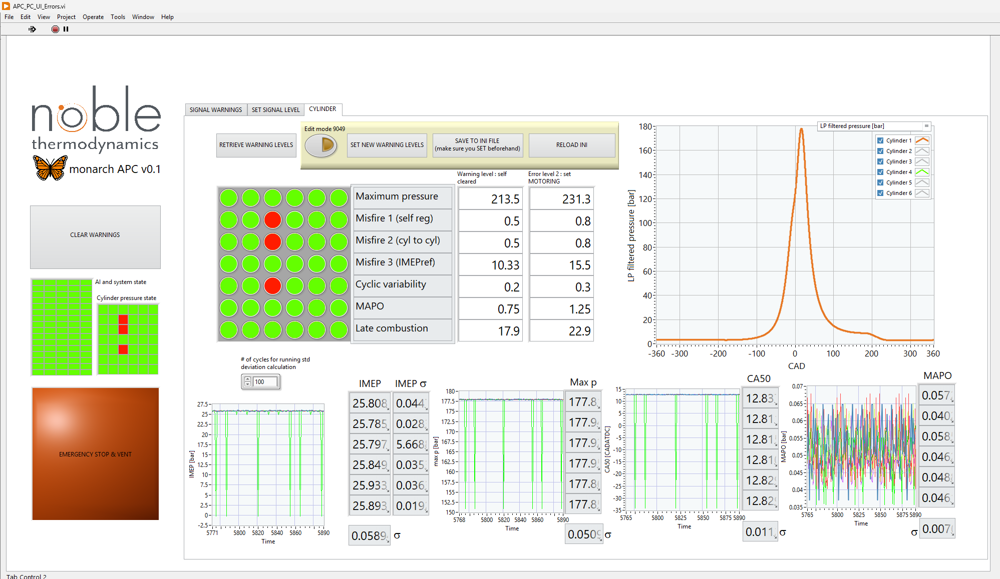 APC_PC_UI_Errors.vi
File Edit View Project Operate Tools Window Help
noble
thermodynamics
monarch APC v0.1
CLEAR WARNINGS
AI and system state
Cylinder pressure state
EMERGENCY STOP & VENT
SIGNAL WARNINGS SET SIGNAL LEVEL CYLINDER
RETRIEVE WARNING LEVELS
Edit mode 9049
SET NEW WARNING LEVELS
SAVE TO INI FILE
(make sure you SET beforehand)
RELOAD INI
Warning level : self
cleared
Error level 2 : set
MOTORING
Maximum pressure 213.5 231.3
Misfire 1 (self reg) 0.5 0.8
Misfire 2 (cyl to cyl) 0.5 0.8
Misfire 3 (IMEPref) 10.33 15.5
Cyclic variability 0.2 0.3
MAPO 0.75 1.25
Late combustion 17.9 22.9
LP filtered pressure [bar]
Cylinder 1
Cylinder 2
Cylinder 3
Cylinder 4
Cylinder 5
Cylinder 6
LP filtered pressure [bar]
180
160
140
120
100
80
60
40
20
0
-360 -300 -200 -100 0 100 200 300 360
CAD
# of cycles for running std
deviation calculation
100
IMEP [bar]
27.5
25
22.5
20
17.5
15
12.5
10
7.5
5
2.5
0
-2.5
5771 5800 5820 5840 5860 5890
Time
IMEP IMEP σ
25.808 0.044
25.785 0.028
25.797 5.668
25.849 0.035
25.933 0.036
25.893 0.019
0.0589 σ
max p [bar]
180
177.5
175
172.5
170
167.5
165
162.5
160
157.5
155
152.5
150
5768 5800 5820 5840 5860 5890
Time
Max p
177.8
177.9
177.9
177.9
177.8
177.8
0.050 σ
CA50 [CADATDC]
15
10
5
0
-5
-10
-15
-20
-25
-30
-35
5765 5800 5825 5850 5875 5890
Time
CA50
12.83
12.81
12.81
12.81
12.82
12.82
0.011 σ
MAPO [bar]
0.07
0.065
0.06
0.055
0.05
0.045
0.04
0.035
5765 5800 5825 5850 5875 5890
Time
MAPO
0.057
0.040
0.058
0.046
0.048
0.046
σ 0.007
Tab Control 2